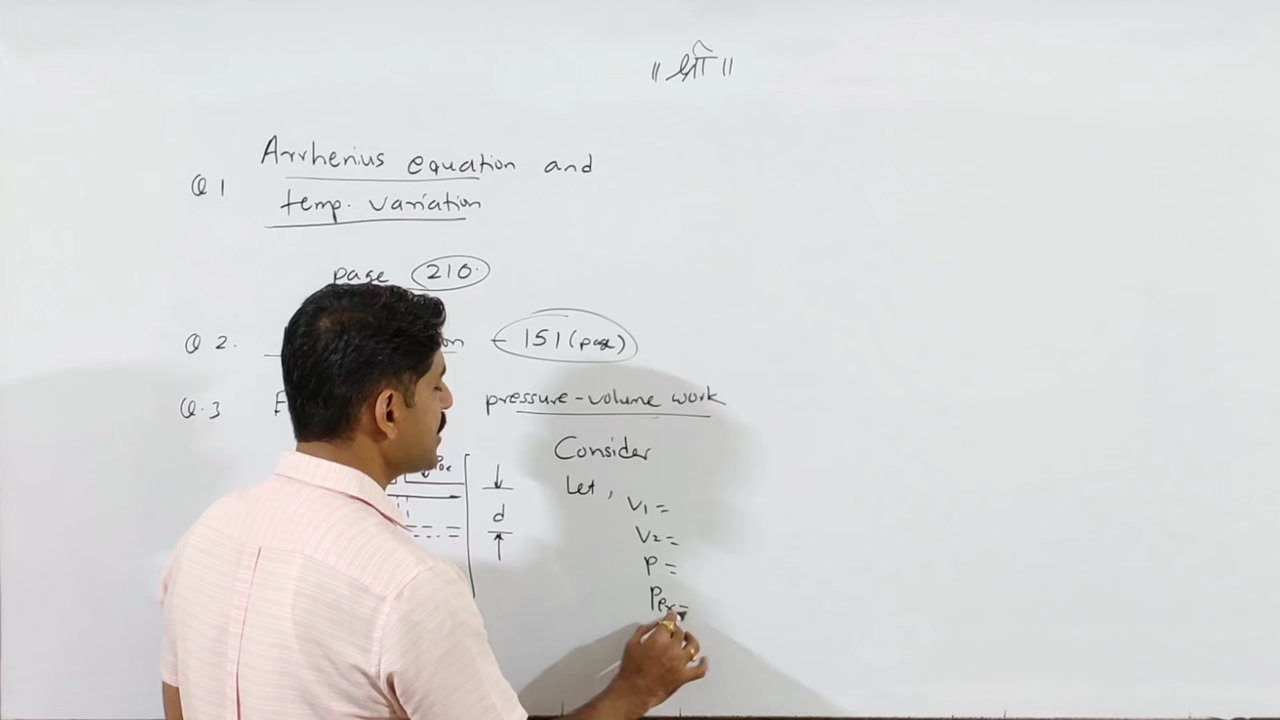 ॥ श्री ॥
Q 1 Arrhenius equation and
temp. variation
page 210.
Q 2. - 151 (page)
Q.3 pressure-volume work
Consider
Let,
V1 =
V2 =
P =
Pex =
d